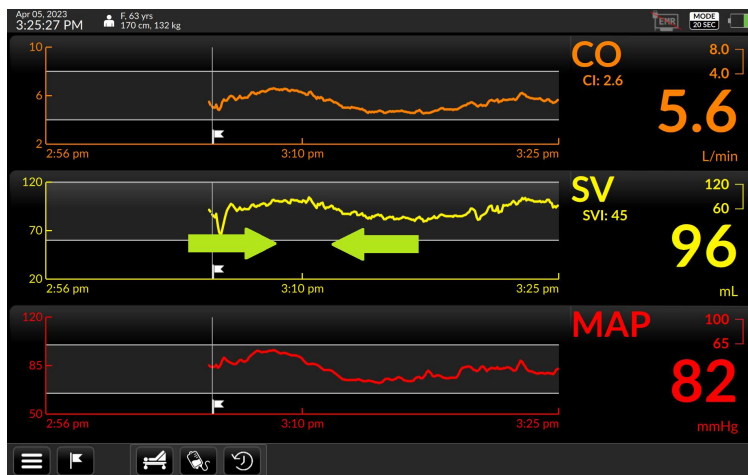 Apr 05, 2023
3:25:27 PM
F, 63 yrs
170 cm, 132 kg
EMR
MODE
20 SEC
10
6
2
2:56 pm
3:10 pm
3:25 pm
CO
CI: 2.6
8.0
4.0
5.6
L/min
120
70
20
2:56 pm
3:10 pm
3:25 pm
SV
SVI: 45
120
60
96
mL
120
85
50
2:56 pm
3:10 pm
3:25 pm
MAP
100
65
82
mmHg